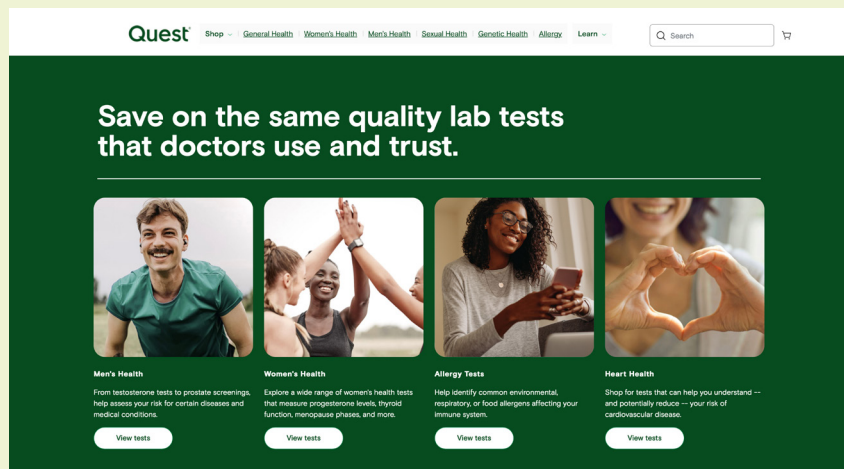 Quest
Shop General Health Women's Health Men's Health Sexual Health Genetic Health Allergy Learn Search
Save on the same quality lab tests
that doctors use and trust.
Men's Health
From testosterone tests to prostate screenings,
help assess your risk for certain diseases and
medical conditions.
View tests
Women's Health
Explore a wide range of women's health tests
that measure progesterone levels, thyroid
function, menopause phases, and more.
View tests
Allergy Tests
Help identify common environmental,
respiratory, or food allergens affecting your
immune system.
View tests
Heart Health
Shop for tests that can help you understand --
and potentially reduce -- your risk of
cardiovascular disease.
View tests